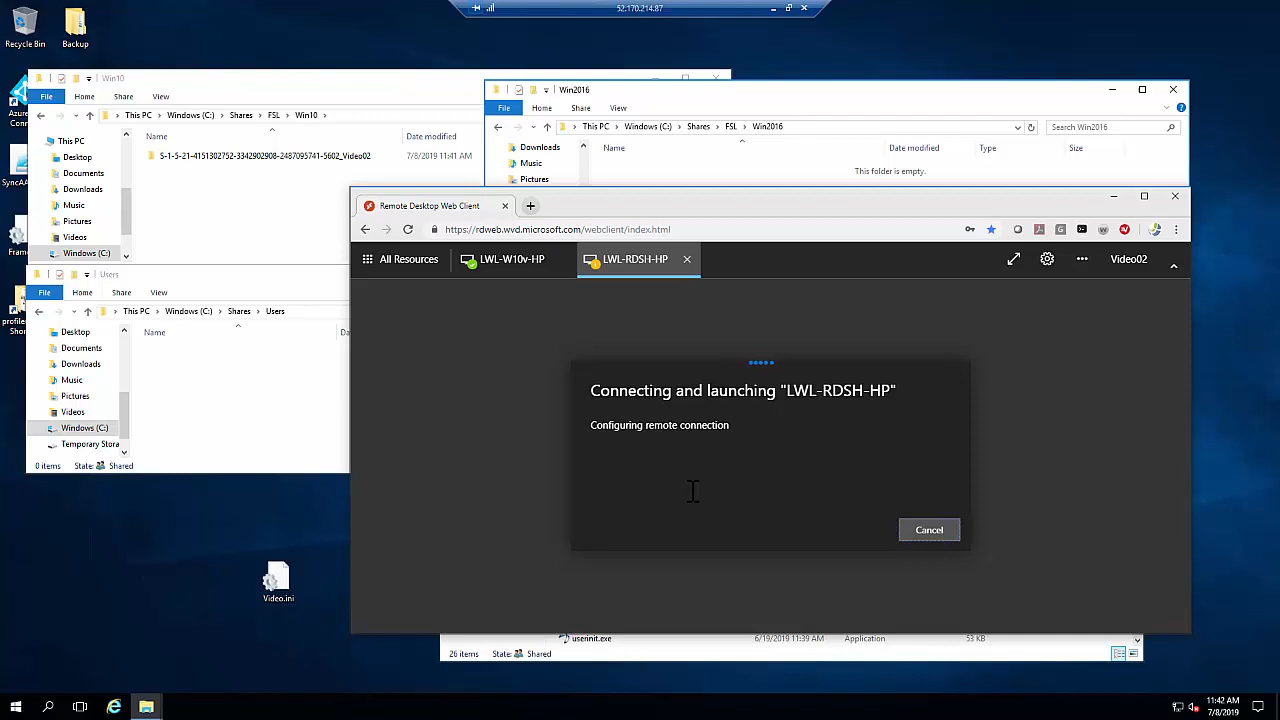 52.170.214.87
Recycle Bin
Backup
Azure
SyncAA
Fram
profile
Video.ini
Win10
File Home Share View
This PC Windows (C:) Shares FSL Win10
This PC
Desktop
Documents
Downloads
Music
Pictures
Videos
Windows (C:)
Name Date modified
S-1-5-21-4151302752-3342902908-2487095741-5602_Video02 7/8/2019 11:41 AM
Users
File Home Share View
This PC Windows (C:) Shares Users
Name
Desktop
Documents
Downloads
Music
Pictures
Videos
Windows (C:)
Temporary Stora
0 items State: Shared
Win2016
File Home Share View
This PC Windows (C:) Shares FSL Win2016
Search Win2016
Downloads
Music
Pictures
Name Date modified Type Size
This folder is empty.
Remote Desktop Web Client
https://rdweb.wvd.microsoft.com/webclient/index.html
All Resources LWL-W10v-HP LWL-RDSH-HP Video02
Connecting and launching "LWL-RDSH-HP"
Configuring remote connection
Cancel
userinit.exe 6/19/2019 11:39 AM Application 53 KB
26 items State: Shared
11:42 AM
7/8/2019